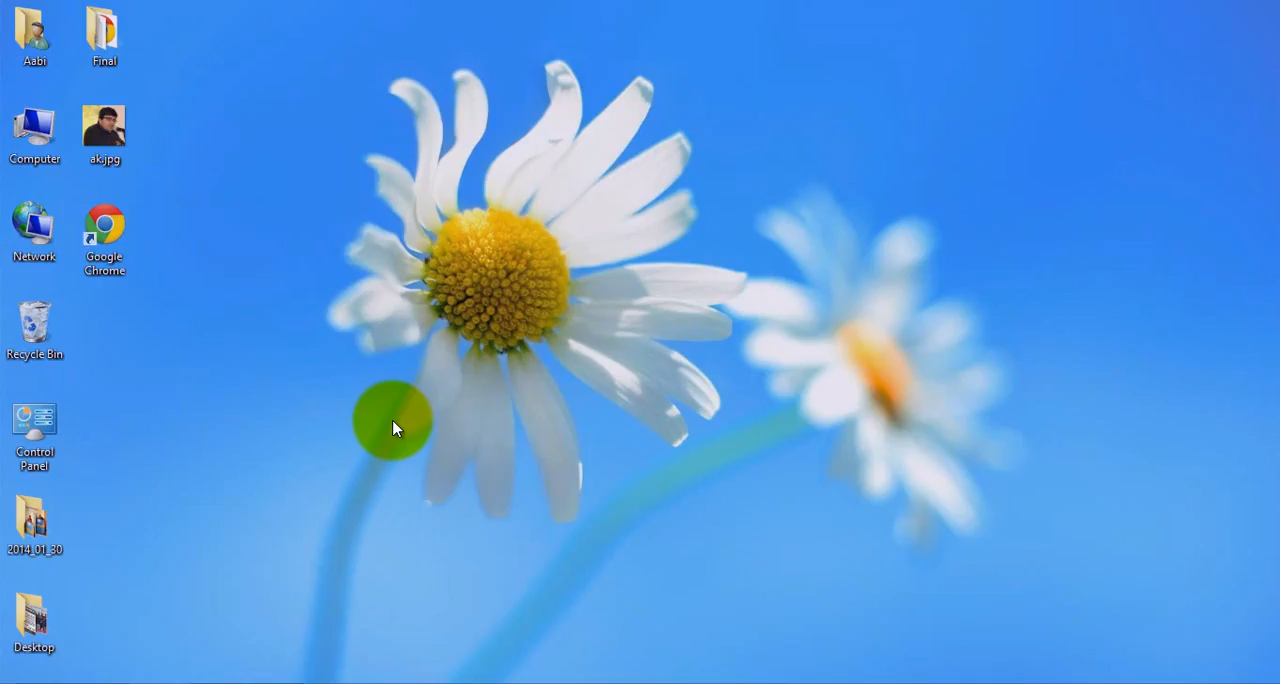 Aabi
Final
Computer
ak.jpg
Network
Google
Chrome
Recycle Bin
Control
Panel
2014_01_30
Desktop